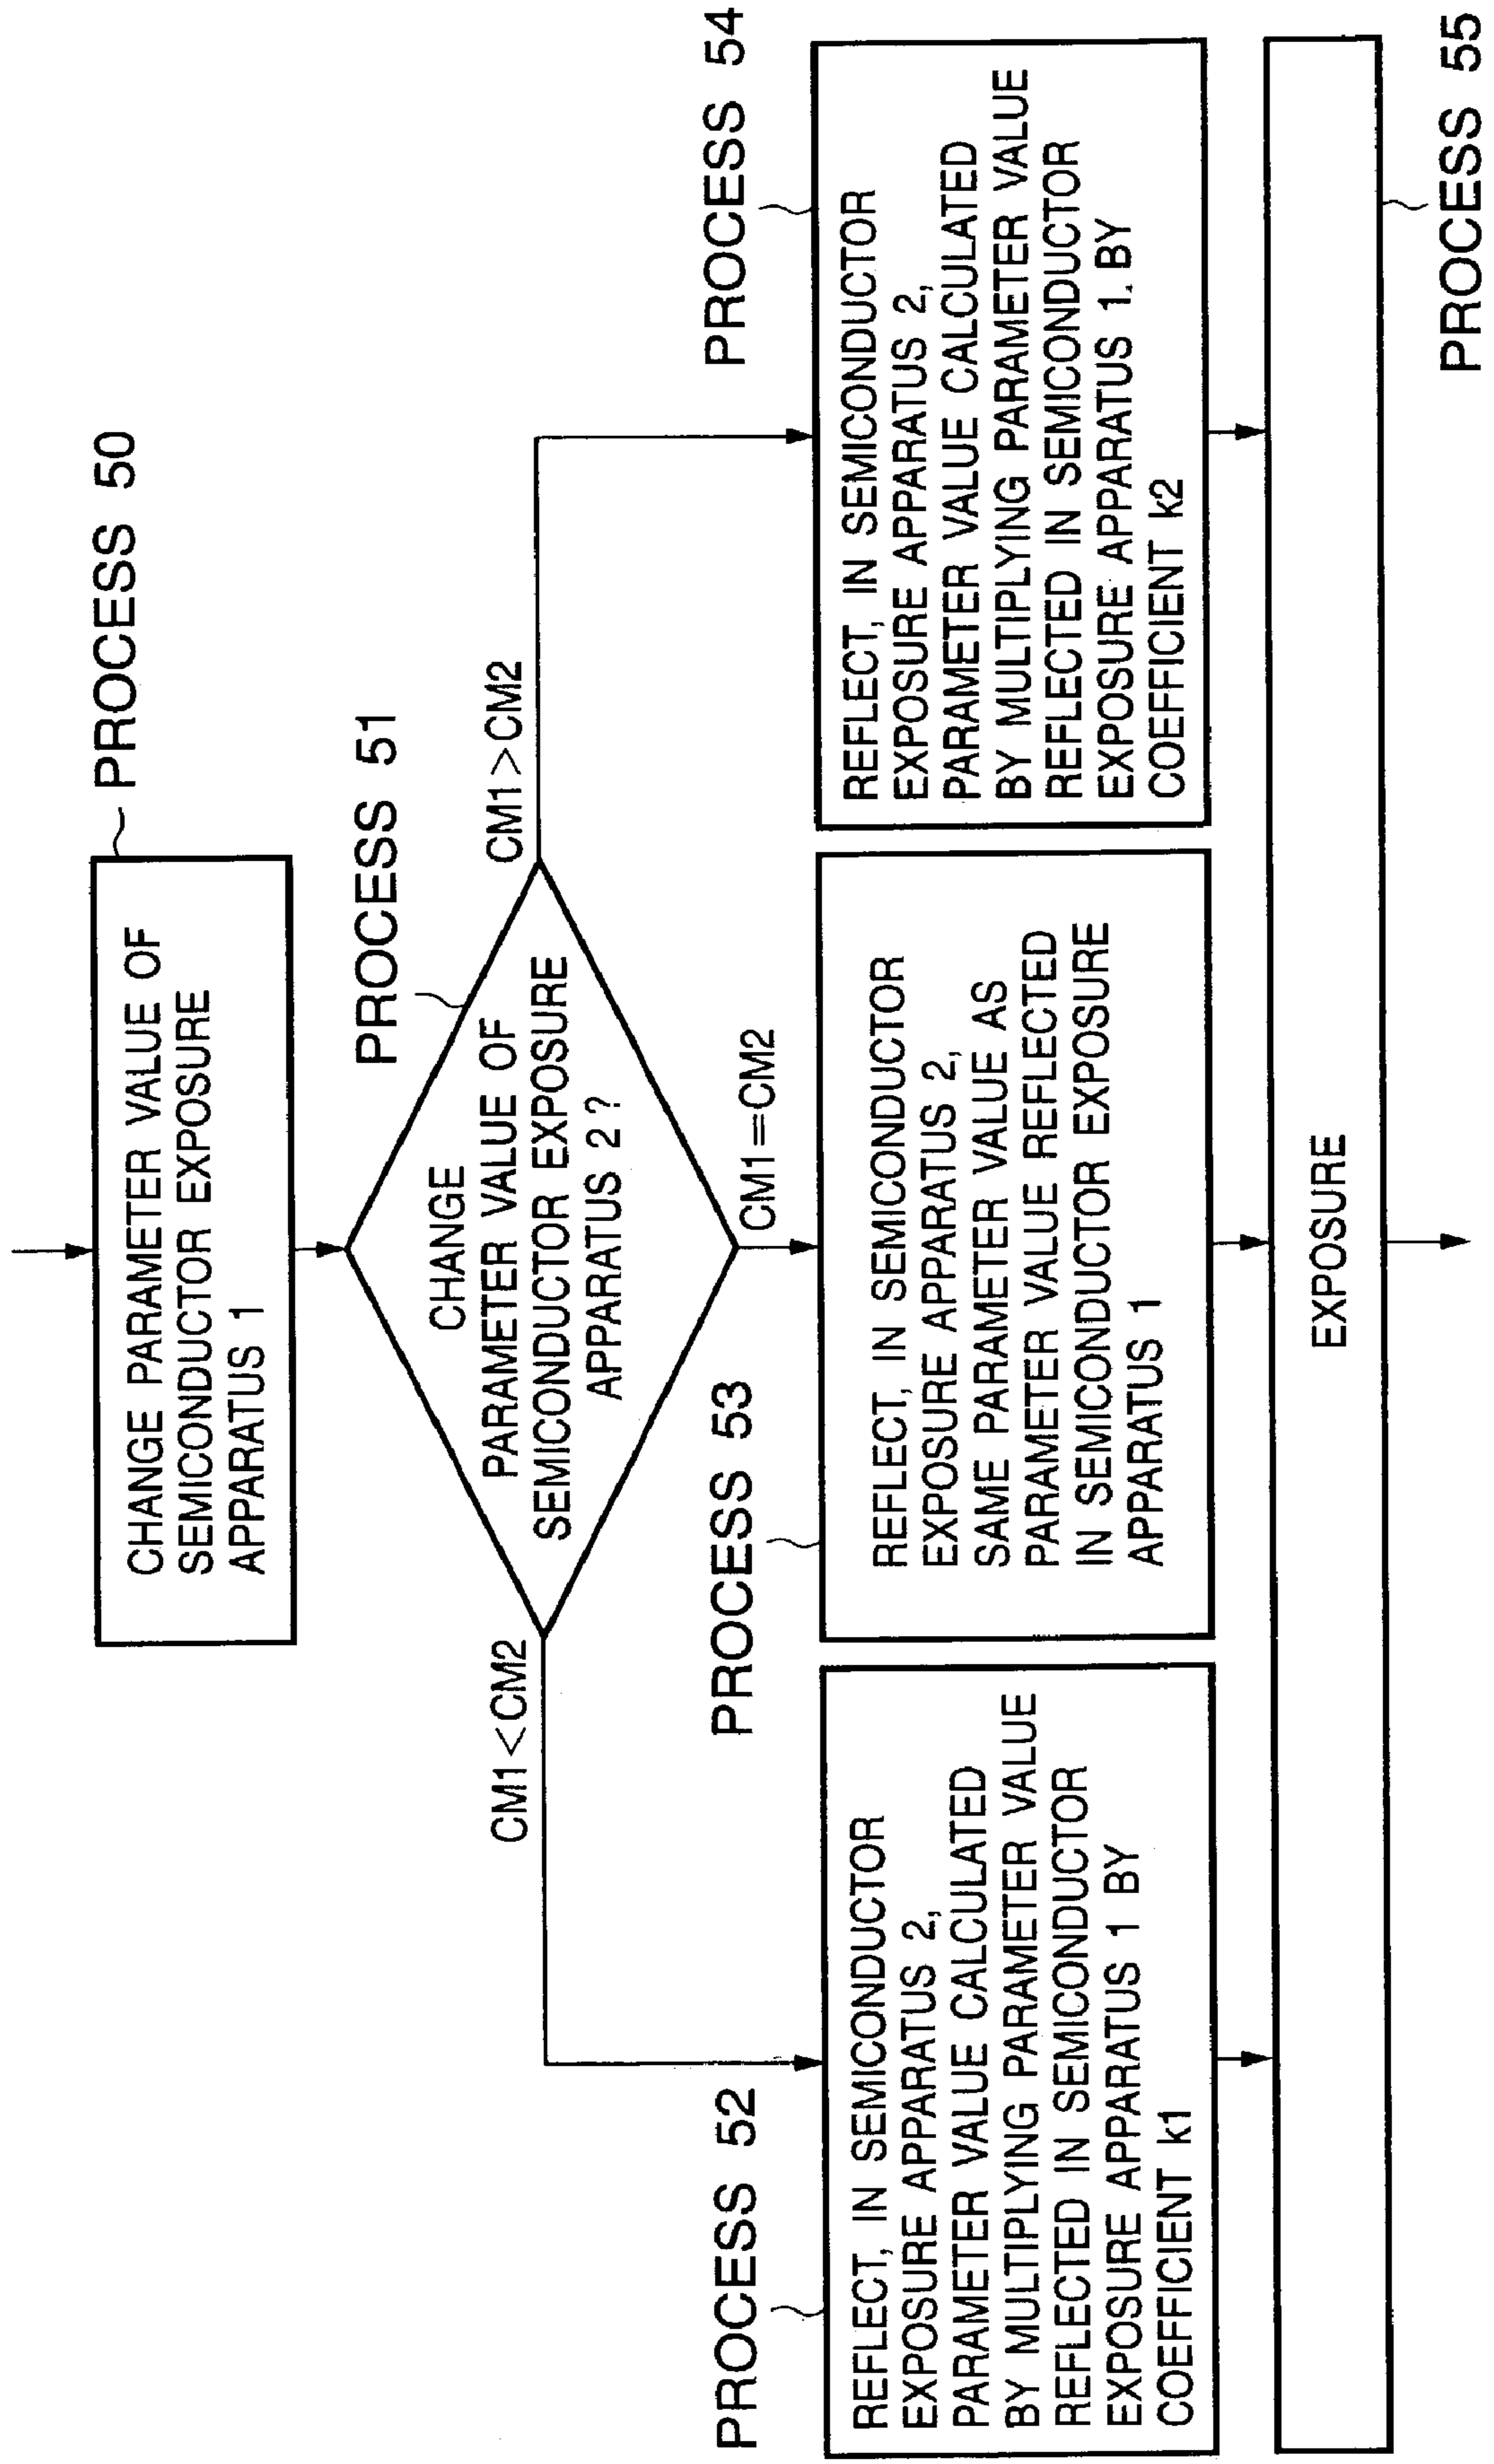 PROCESS 50
CHANGE PARAMETER VALUE OF
SEMICONDUCTOR EXPOSURE
APPARATUS 1
PROCESS 51
CHANGE
PARAMETER VALUE OF
SEMICONDUCTOR EXPOSURE
APPARATUS 2 ?
CM1<CM2
CM1=CM2
CM1>CM2
PROCESS 52
REFLECT, IN SEMICONDUCTOR
EXPOSURE APPARATUS 2,
PARAMETER VALUE CALCULATED
BY MULTIPLYING PARAMETER VALUE
REFLECTED IN SEMICONDUCTOR
EXPOSURE APPARATUS 1 BY
COEFFICIENT k1
PROCESS 53
REFLECT, IN SEMICONDUCTOR
EXPOSURE APPARATUS 2,
SAME PARAMETER VALUE AS
PARAMETER VALUE REFLECTED
IN SEMICONDUCTOR EXPOSURE
APPARATUS 1
PROCESS 54
REFLECT, IN SEMICONDUCTOR
EXPOSURE APPARATUS 2,
PARAMETER VALUE CALCULATED
BY MULTIPLYING PARAMETER VALUE
REFLECTED IN SEMICONDUCTOR
EXPOSURE APPARATUS 1. BY
COEFFICIENT k2
EXPOSURE
PROCESS 55